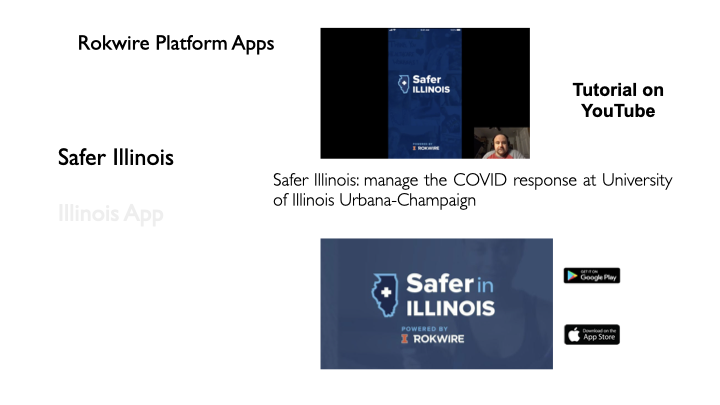 Rokwire Platform Apps
Safer
ILLINOIS
POWERED BY
ROKWIRE
Tutorial on
YouTube
Safer Illinois
Illinois App
Safer Illinois: manage the COVID response at University
of Illinois Urbana-Champaign
Safer in
ILLINOIS
POWERED BY
ROKWIRE
GET IT ON
Google Play
Download on the
App Store